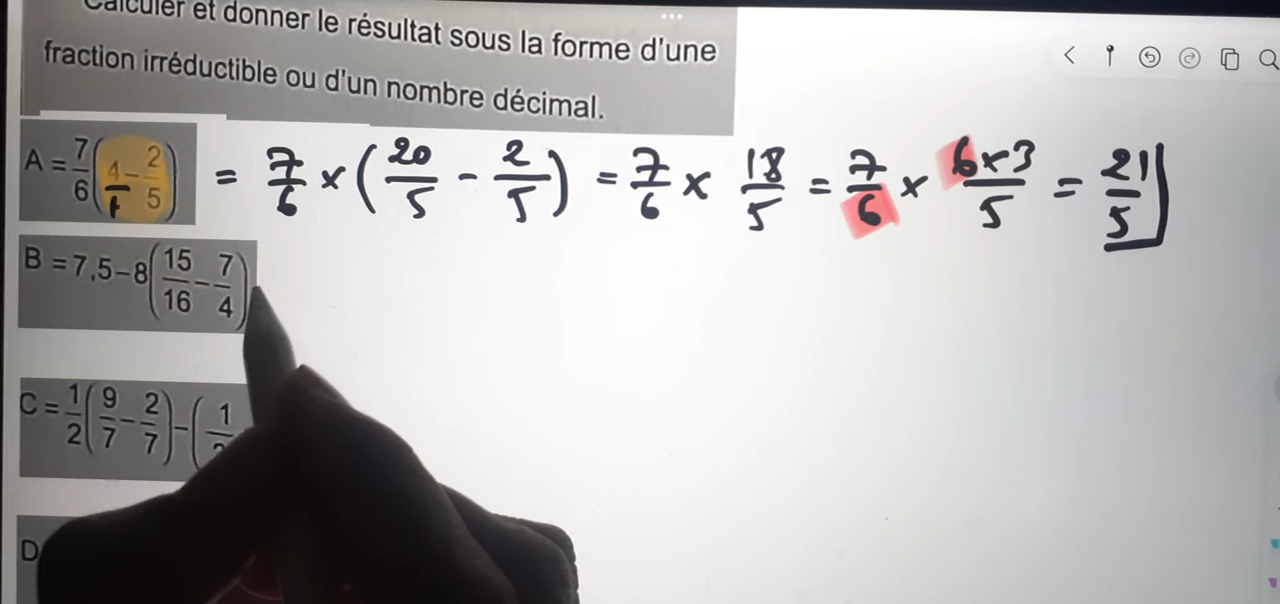 Calculer et donner le résultat sous la forme d'une
fraction irréductible ou d'un nombre décimal.
A = 7/6 (4/1 - 2/5) = 7/6 × (20/5 - 2/5) = 7/6 × 18/5 = 7/6 × 6×3/5 = 21/5
B = 7,5 - 8 (15/16 - 7/4)
C = 1/2 (9/7 - 2/7) - (1
D